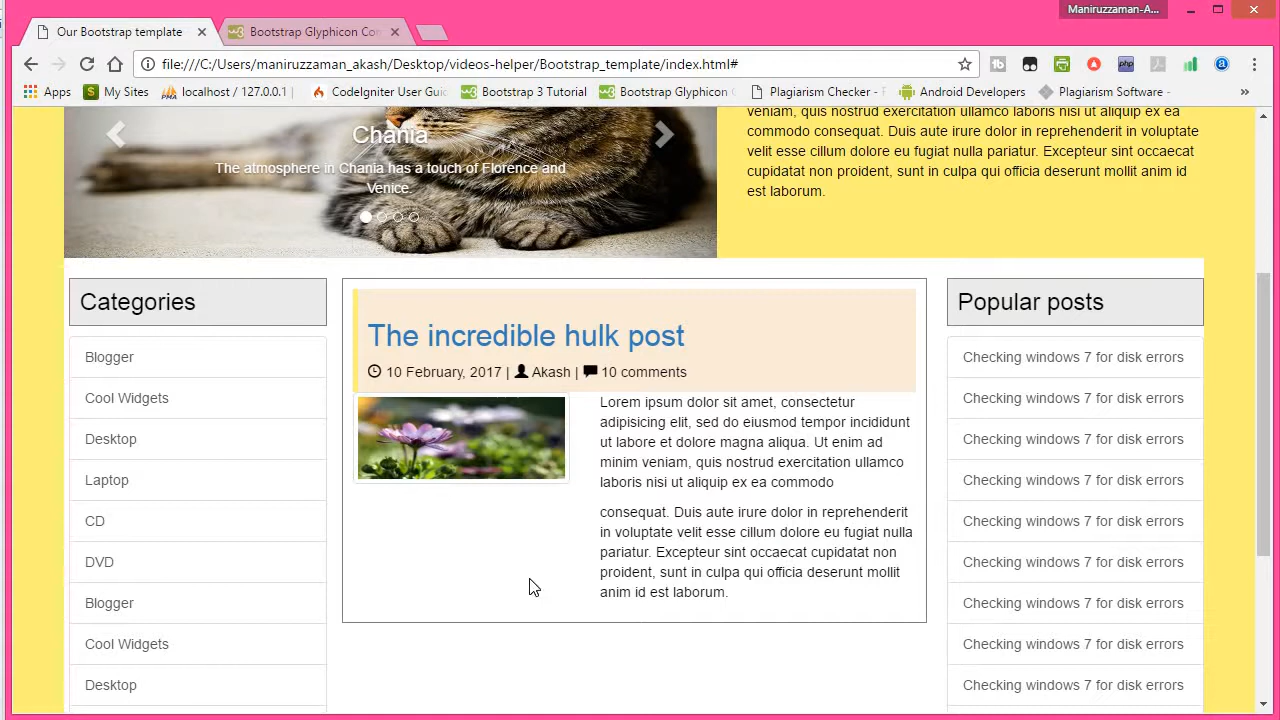 Maniruzzaman-A...
Our Bootstrap template
Bootstrap Glyphicon Co
file:///C:/Users/maniruzzaman_akash/Desktop/videos-helper/Bootstrap_template/index.html#
Apps
My Sites
localhost / 127.0.0.1
CodeIgniter User Gui
Bootstrap 3 Tutorial
Bootstrap Glyphicon
Plagiarism Checker -
Android Developers
Plagiarism Software -
»
Chania
The atmosphere in Chania has a touch of Florence and
Venice.
veniam, quis nostrud exercitation ullamco laboris nisi ut aliquip ex ea
commodo consequat. Duis aute irure dolor in reprehenderit in voluptate
velit esse cillum dolore eu fugiat nulla pariatur. Excepteur sint occaecat
cupidatat non proident, sunt in culpa qui officia deserunt mollit anim id
est laborum.
Categories
Blogger
Cool Widgets
Desktop
Laptop
CD
DVD
Blogger
Cool Widgets
Desktop
The incredible hulk post
10 February, 2017 | Akash | 10 comments
Lorem ipsum dolor sit amet, consectetur
adipisicing elit, sed do eiusmod tempor incididunt
ut labore et dolore magna aliqua. Ut enim ad
minim veniam, quis nostrud exercitation ullamco
laboris nisi ut aliquip ex ea commodo
consequat. Duis aute irure dolor in reprehenderit
in voluptate velit esse cillum dolore eu fugiat nulla
pariatur. Excepteur sint occaecat cupidatat non
proident, sunt in culpa qui officia deserunt mollit
anim id est laborum.
Popular posts
Checking windows 7 for disk errors
Checking windows 7 for disk errors
Checking windows 7 for disk errors
Checking windows 7 for disk errors
Checking windows 7 for disk errors
Checking windows 7 for disk errors
Checking windows 7 for disk errors
Checking windows 7 for disk errors
Checking windows 7 for disk errors